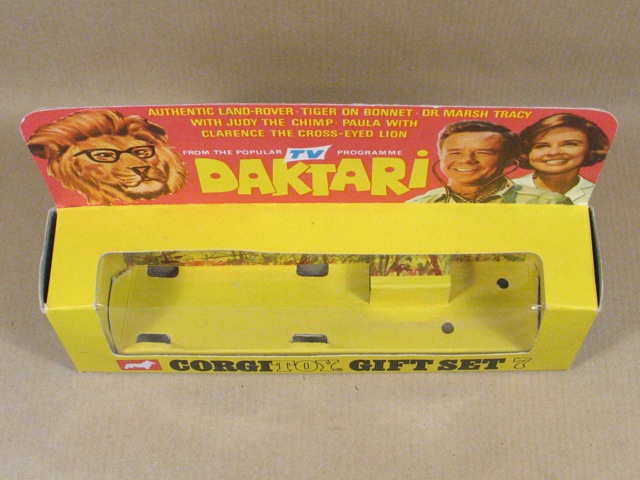 AUTHENTIC LAND-ROVER · TIGER ON BONNET · DR. MARSH TRACY
WITH JUDY THE CHIMP · PAULA WITH
CLARENCE THE CROSS-EYED LION
FROM THE POPULAR TV PROGRAMME
DAKTARI
CORGI TOYS GIFT SET 7